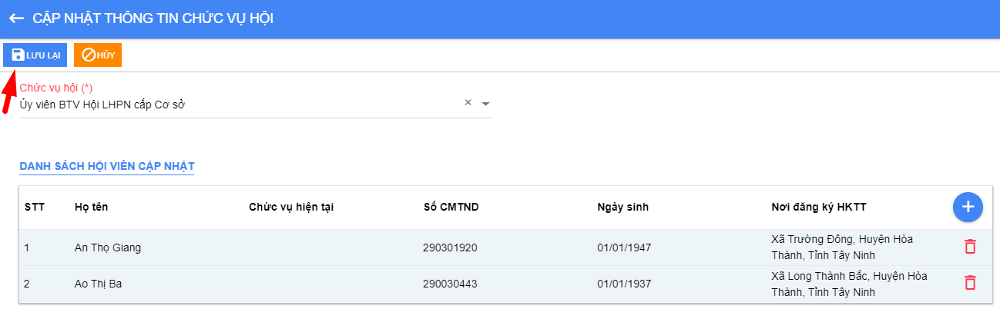 CẬP NHẬT THÔNG TIN CHỨC VỤ HỘI
LƯU LẠI HỦY
Chức vụ hội (*)
Ủy viên BTV Hội LHPN cấp Cơ sở
DANH SÁCH HỘI VIÊN CẬP NHẬT
STT Họ tên Chức vụ hiện tại Số CMTND Ngày sinh Nơi đăng ký HKTT
1 An Thọ Giang 290301920 01/01/1947 Xã Trường Đông, Huyện Hòa
Thành, Tỉnh Tây Ninh
2 Ao Thị Ba 290030443 01/01/1937 Xã Long Thành Bắc, Huyện Hòa
Thành, Tỉnh Tây Ninh